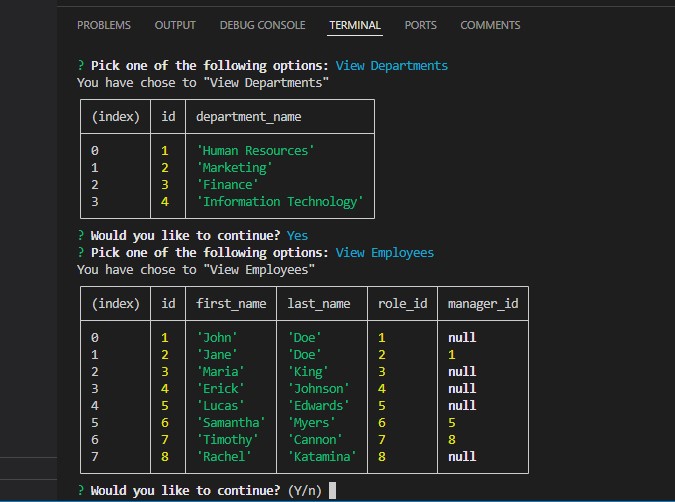 PROBLEMS OUTPUT DEBUG CONSOLE TERMINAL PORTS COMMENTS
? Pick one of the following options: View Departments
You have chose to "View Departments"
(index) id department_name
0 1 'Human Resources'
1 2 'Marketing'
2 3 'Finance'
3 4 'Information Technology'
? Would you like to continue? Yes
? Pick one of the following options: View Employees
You have chose to "View Employees"
(index) id first_name last_name role_id manager_id
0 1 'John' 'Doe' 1 null
1 2 'Jane' 'Doe' 2 1
2 3 'Maria' 'King' 3 null
3 4 'Erick' 'Johnson' 4 null
4 5 'Lucas' 'Edwards' 5 null
5 6 'Samantha' 'Myers' 6 5
6 7 'Timothy' 'Cannon' 7 8
7 8 'Rachel' 'Katamina' 8 null
? Would you like to continue? (Y/n)